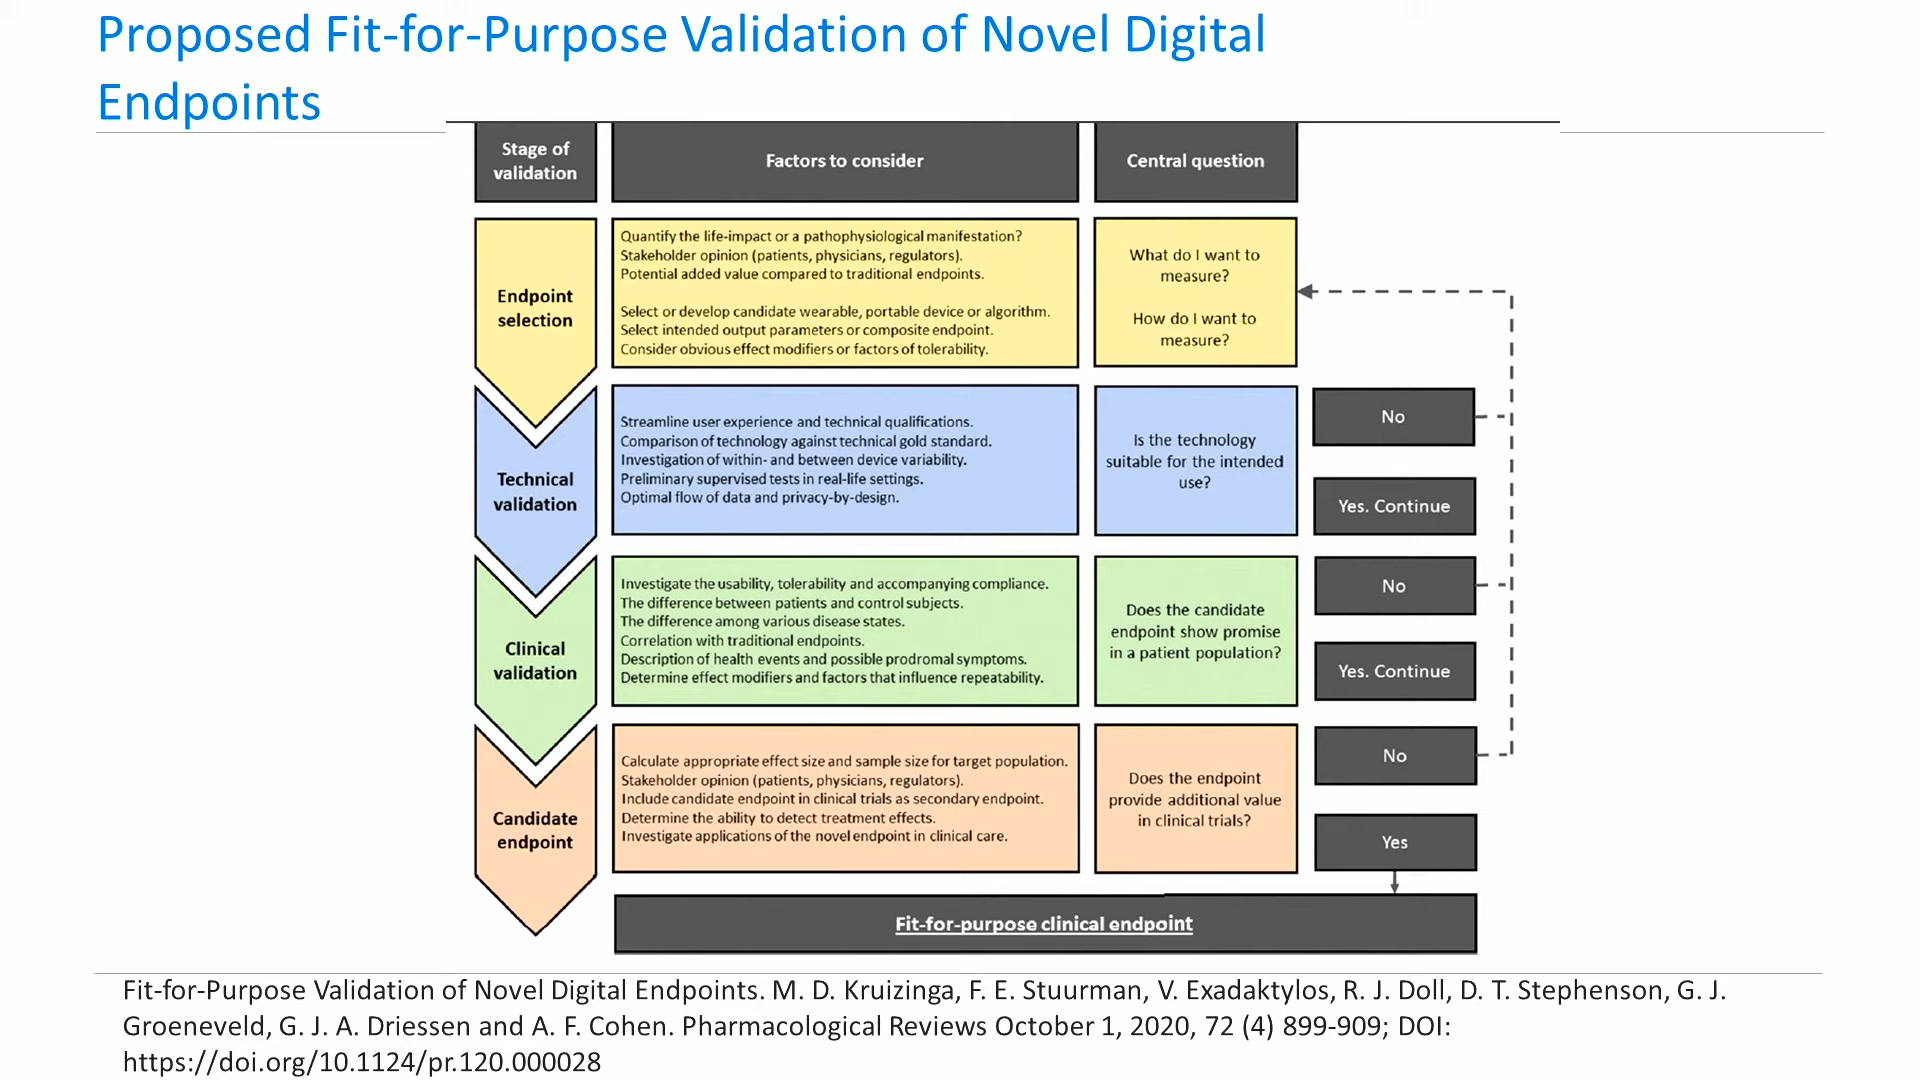 Proposed Fit-for-Purpose Validation of Novel Digital
Endpoints
Stage of
validation
Factors to consider
Central question
Endpoint
selection
Quantify the life-impact or a pathophysiological manifestation?
Stakeholder opinion (patients, physicians, regulators).
Potential added value compared to traditional endpoints.
Select or develop candidate wearable, portable device or algorithm.
Select intended output parameters or composite endpoint.
Consider obvious effect modifiers or factors of tolerability.
What do I want to
measure?
How do I want to
measure?
Technical
validation
Streamline user experience and technical qualifications.
Comparison of technology against technical gold standard.
Investigation of within- and between device variability.
Preliminary supervised tests in real-life settings.
Optimal flow of data and privacy-by-design.
Is the technology
suitable for the intended
use?
No
Yes. Continue
Clinical
validation
Investigate the usability, tolerability and accompanying compliance.
The difference between patients and control subjects.
The difference among various disease states.
Correlation with traditional endpoints.
Description of health events and possible prodromal symptoms.
Determine effect modifiers and factors that influence repeatability.
Does the candidate
endpoint show promise
in a patient population?
No
Yes. Continue
Candidate
endpoint
Calculate appropriate effect size and sample size for target population.
Stakeholder opinion (patients, physicians, regulators).
Include candidate endpoint in clinical trials as secondary endpoint.
Determine the ability to detect treatment effects.
Investigate applications of the novel endpoint in clinical care.
Does the endpoint
provide additional value
in clinical trials?
No
Yes
Fit-for-purpose clinical endpoint
Fit-for-Purpose Validation of Novel Digital Endpoints. M. D. Kruizinga, F. E. Stuurman, V. Exadaktylos, R. J. Doll, D. T. Stephenson, G. J.
Groeneveld, G. J. A. Driessen and A. F. Cohen. Pharmacological Reviews October 1, 2020, 72 (4) 899-909; DOI:
https://doi.org/10.1124/pr.120.000028